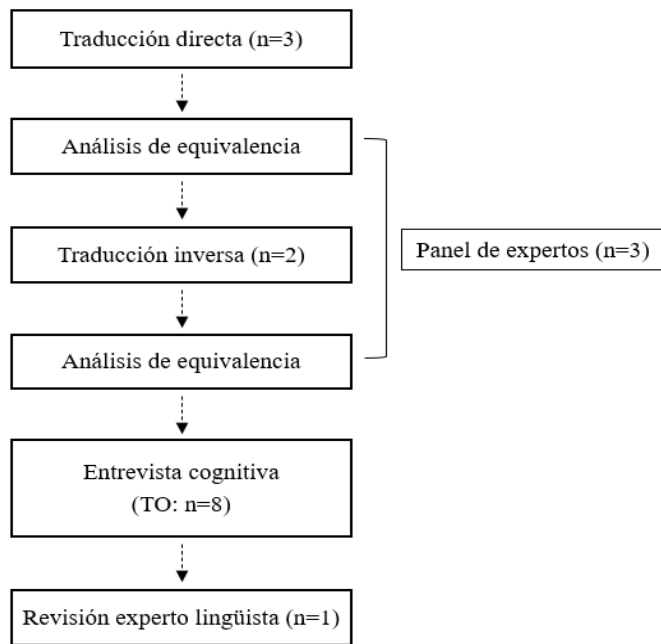 Traducción directa (n=3)
Análisis de equivalencia
Traducción inversa (n=2)
Panel de expertos (n=3)
Análisis de equivalencia
Entrevista cognitiva
(TO: n=8)
Revisión experto lingüista (n=1)